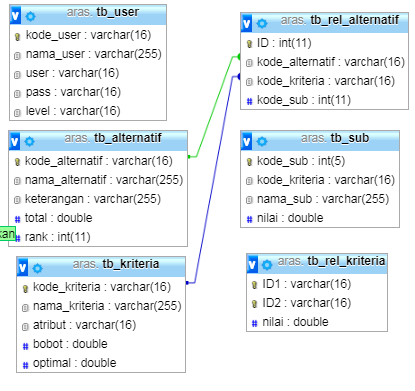 aras. tb_user
kode_user : varchar(16)
nama_user : varchar(255)
user : varchar(16)
pass : varchar(16)
level : varchar(16)
aras. tb_rel_alternatif
ID : int(11)
kode_alternatif : varchar(16)
kode_kriteria : varchar(16)
kode_sub : int(11)
aras. tb_alternatif
kode_alternatif : varchar(16)
nama_alternatif : varchar(255)
keterangan : varchar(255)
total : double
rank : int(11)
kan
aras. tb_sub
kode_sub : int(5)
kode_kriteria : varchar(16)
nama_sub : varchar(255)
nilai : double
aras. tb_kriteria
kode_kriteria : varchar(16)
nama_kriteria : varchar(255)
atribut : varchar(16)
bobot : double
optimal : double
aras. tb_rel_kriteria
ID1 : varchar(16)
ID2 : varchar(16)
nilai : double